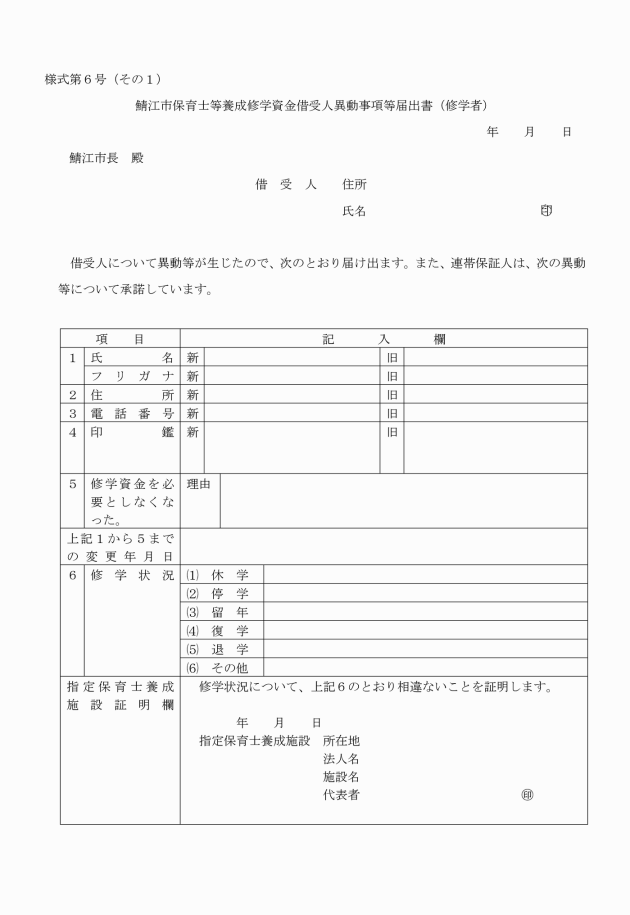 様式第６号（その１）
鯖江市保育士等養成修学資金借受人異動事項等届出書（修学者）
年　　月　　日
鯖江市長　殿
借　受　人　　住所
氏名　　　　　　　　　　　　　　㊞
借受人について異動等が生じたので、次のとおり届け出ます。また、連帯保証人は、次の異動
等について承諾しています。
項　　目　　記　　　入　　　欄
１　氏　　　　名　新　　旧
フ　リ　ガ　ナ　新　　旧
２　住　　　　所　新　　旧
３　電　話　番　号　新　　旧
４　印　　　　鑑　新　　旧
５　修学資金を必　理由
要としなくな
った。
上記１から５まで
の変更年月日
６　修　学　状　況　⑴　休　学
⑵　停　学
⑶　留　年
⑷　復　学
⑸　退　学
⑹　その他
指定保育士養成　修学状況について、上記６のとおり相違ないことを証明します。
施設証明欄
年　　月　　日
指定保育士養成施設　所在地
法人名
施設名
代表者　　　　　　　　　　　　　㊞